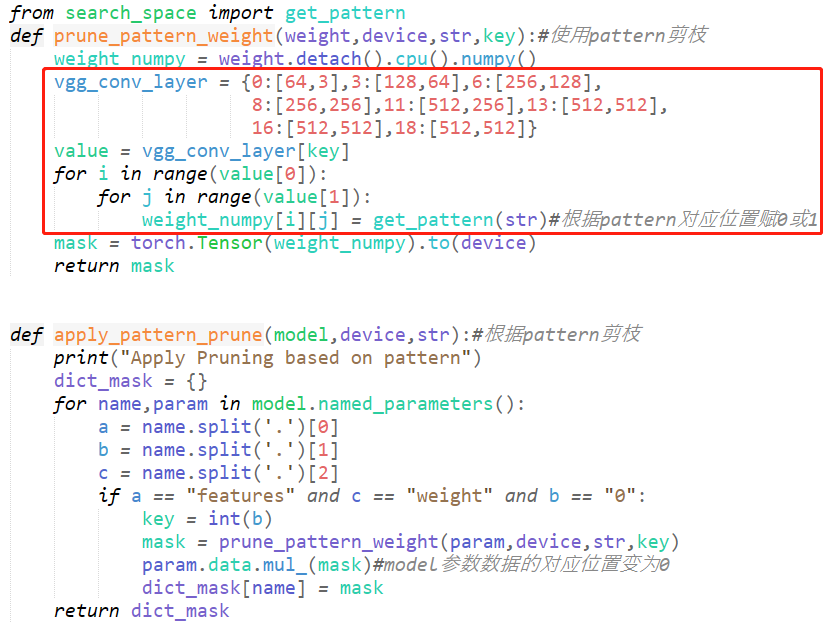 from search_space import get_pattern
def prune_pattern_weight(weight,device,str,key):#使用pattern剪枝
    weight_numpy = weight.detach().cpu().numpy()
    vgg_conv_layer = {0:[64,3],3:[128,64],6:[256,128],
                      8:[256,256],11:[512,256],13:[512,512],
                      16:[512,512],18:[512,512]}
    value = vgg_conv_layer[key]
    for i in range(value[0]):
        for j in range(value[1]):
            weight_numpy[i][j] = get_pattern(str)#根据pattern对应位置赋0或1
    mask = torch.Tensor(weight_numpy).to(device)
    return mask
def apply_pattern_prune(model,device,str):#根据pattern剪枝
    print("Apply Pruning based on pattern")
    dict_mask = {}
    for name,param in model.named_parameters():
        a = name.split('.')[0]
        b = name.split('.')[1]
        c = name.split('.')[2]
        if a == "features" and c == "weight" and b == "0":
            key = int(b)
            mask = prune_pattern_weight(param,device,str,key)
            param.data.mul_(mask)#model参数数据的对应位置变为0
            dict_mask[name] = mask
    return dict_mask